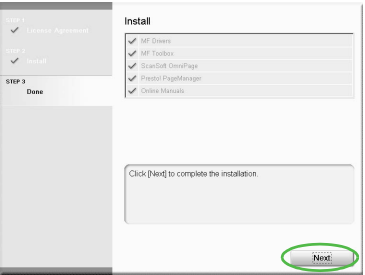 STEP 1
License Agreement
STEP 2
Install
STEP 3
Done
Install
MF Drivers
MF Toolbox
ScanSoft OmniPage
Presto! PageManager
Online Manuals
Click [Next] to complete the installation.
Next